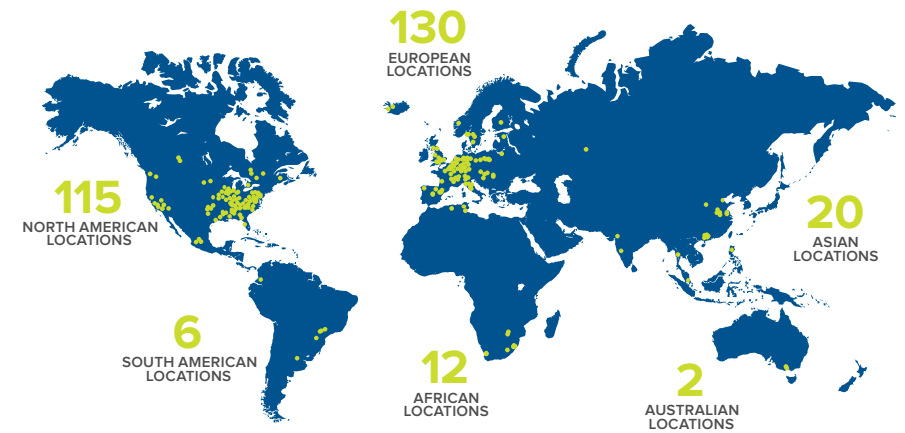 130
EUROPEAN
LOCATIONS
115
NORTH AMERICAN
LOCATIONS
20
ASIAN
LOCATIONS
6
SOUTH AMERICAN
LOCATIONS
12
AFRICAN
LOCATIONS
2
AUSTRALIAN
LOCATIONS